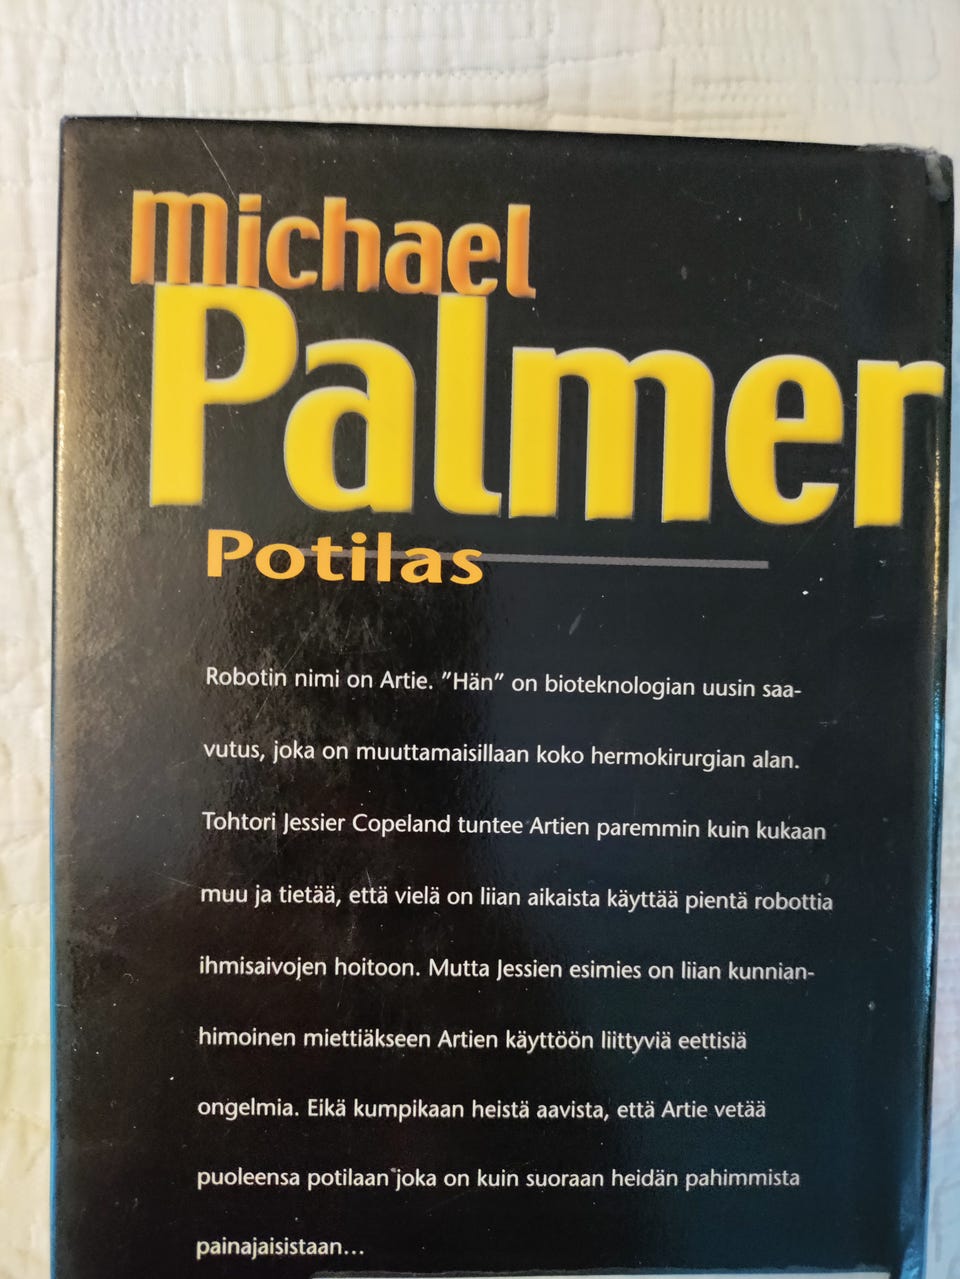 michael
Palmer
Potilas
Robotin nimi on Artie. "Hän" on bioteknologian uusin saa-
vutus, joka on muuttamaisillaan koko hermokirurgian alan.
Tohtori Jessier Copeland tuntee Artien paremmin kuin kukaan
muu ja tietää, että vielä on liian aikaista käyttää pientä robottia
ihmisaivojen hoitoon. Mutta Jessien esimies on liian kunnian-
himoinen miettiäkseen Artien käyttöön liittyviä eettisiä
ongelmia. Eikä kumpikaan heistä aavista, että Artie vetää
puoleensa potilaan joka on kuin suoraan heidän pahimmista
painajaisistaan...